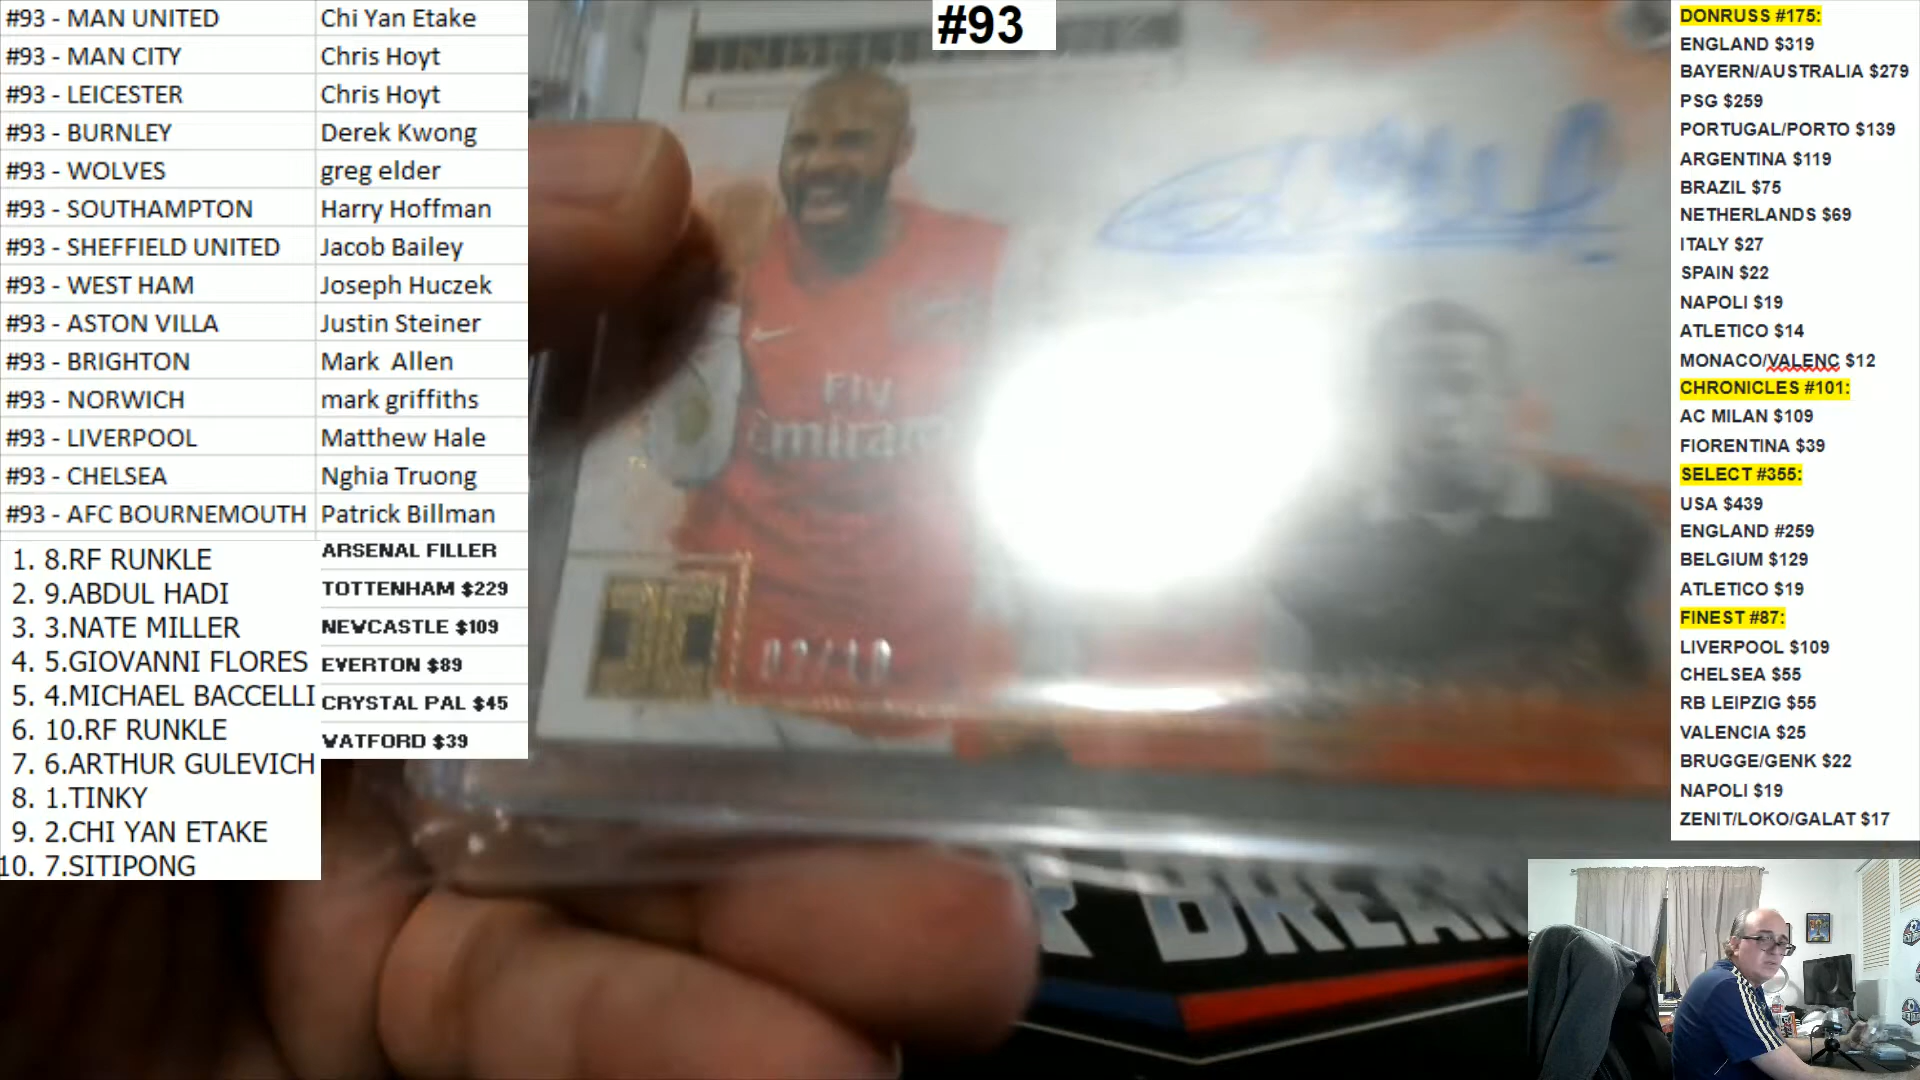 #93 - MAN UNITED Chi Yan Etake
#93 - MAN CITY Chris Hoyt
#93 - LEICESTER Chris Hoyt
#93 - BURNLEY Derek Kwong
#93 - WOLVES greg elder
#93 - SOUTHAMPTON Harry Hoffman
#93 - SHEFFIELD UNITED Jacob Bailey
#93 - WEST HAM Joseph Huczek
#93 - ASTON VILLA Justin Steiner
#93 - BRIGHTON Mark Allen
#93 - NORWICH mark griffiths
#93 - LIVERPOOL Matthew Hale
#93 - CHELSEA Nghia Truong
#93 - AFC BOURNEMOUTH Patrick Billman
1. 8.RF RUNKLE
2. 9.ABDUL HADI
3. 3.NATE MILLER
4. 5.GIOVANNI FLORES
5. 4.MICHAEL BACCELLI
6. 10.RF RUNKLE
7. 6.ARTHUR GULEVICH
8. 1.TINKY
9. 2.CHI YAN ETAKE
10. 7.SITIPONG
ARSENAL FILLER
TOTTENHAM $229
NEWCASTLE $109
EVERTON $89
CRYSTAL PAL $45
WATFORD $39
#93
Fly
Emirates
02/10
BREAK
DONRUSS #175:
ENGLAND $319
BAYERN/AUSTRALIA $279
PSG $259
PORTUGAL/PORTO $139
ARGENTINA $119
BRAZIL $75
NETHERLANDS $69
ITALY $27
SPAIN $22
NAPOLI $19
ATLETICO $14
MONACO/VALENC $12
CHRONICLES #101:
AC MILAN $109
FIORENTINA $39
SELECT #355:
USA $439
ENGLAND #259
BELGIUM $129
ATLETICO $19
FINEST #87:
LIVERPOOL $109
CHELSEA $55
RB LEIPZIG $55
VALENCIA $25
BRUGGE/GENK $22
NAPOLI $19
ZENIT/LOKO/GALAT $17